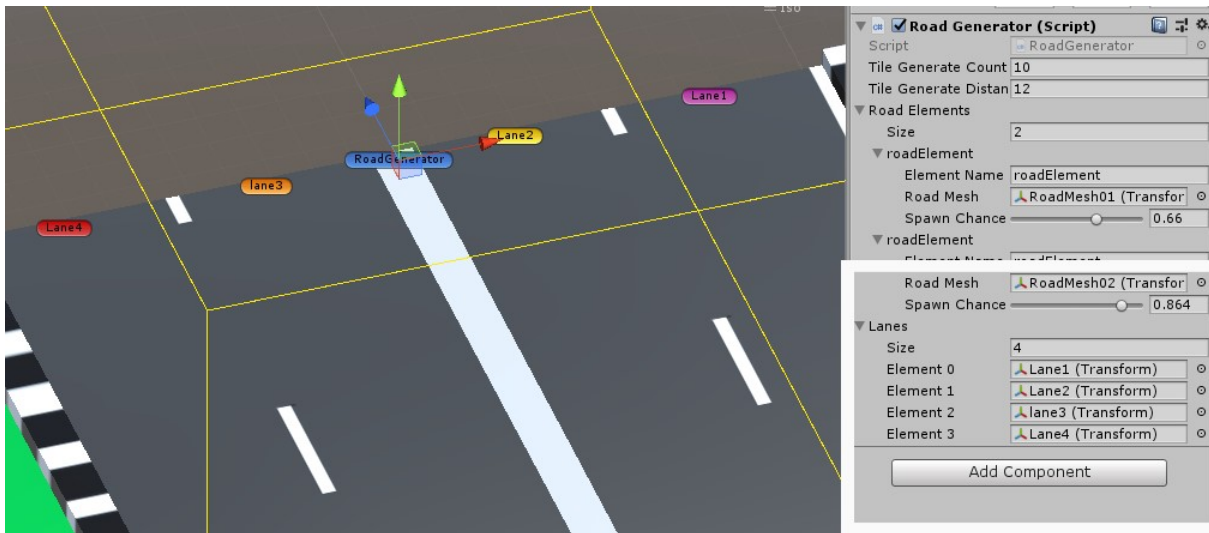 Iso
Lane1
Lane2
RoadGenerator
lane3
Lane4
Road Generator (Script)
Script RoadGenerator
Tile Generate Count 10
Tile Generate Distan 12
Road Elements
Size 2
roadElement
Element Name roadElement
Road Mesh RoadMesh01 (Transfor
Spawn Chance 0.66
roadElement
Element Name roadElement
Road Mesh RoadMesh02 (Transfor
Spawn Chance 0.864
Lanes
Size 4
Element 0 Lane1 (Transform)
Element 1 Lane2 (Transform)
Element 2 lane3 (Transform)
Element 3 Lane4 (Transform)
Add Component